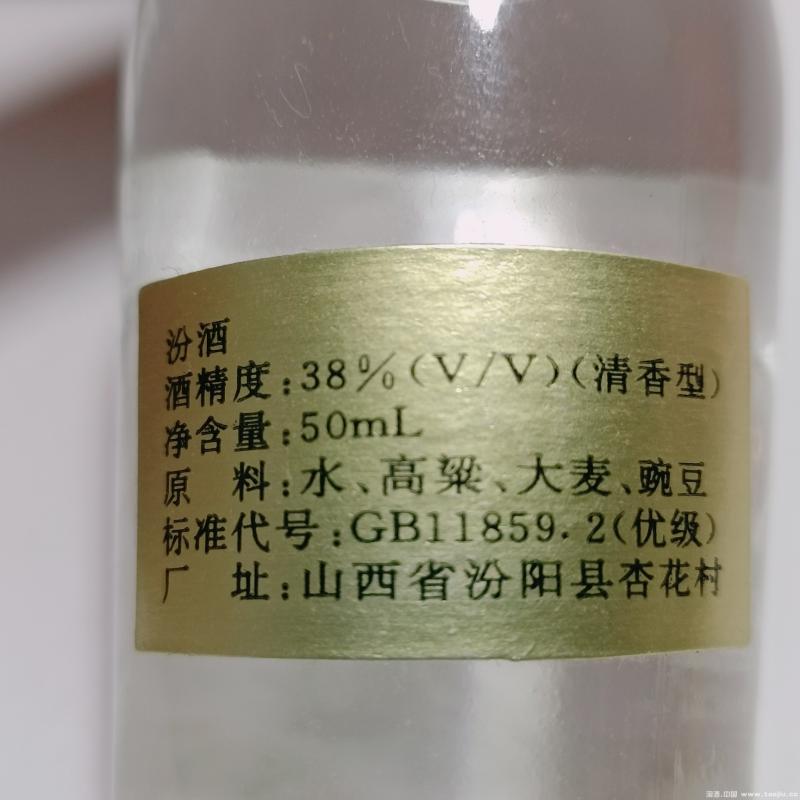 汾酒
酒精度:38%(V/V)(清香型)
净含量:50mL
原 料:水、高粱、大麦、豌豆
标准代号:GB11859.2(优级)
厂 址:山西省汾阳县杏花村